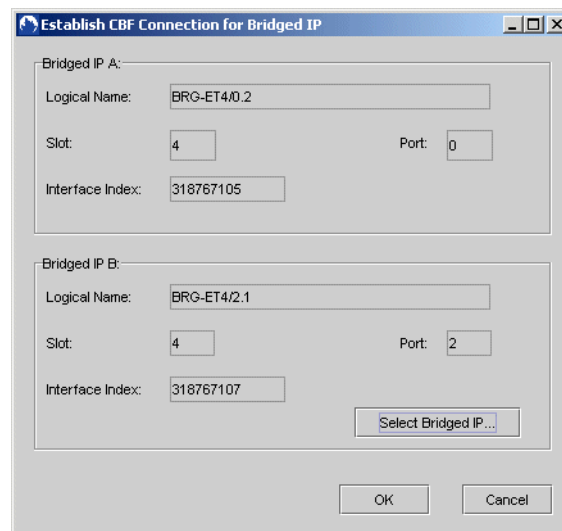 Establish CBF Connection for Bridged IP
Bridged IP A:
Logical Name: BRG-ET4/0.2
Slot: 4 Port: 0
Interface Index: 318767105
Bridged IP B:
Logical Name: BRG-ET4/2.1
Slot: 4 Port: 2
Interface Index: 318767107
Select Bridged IP...
OK Cancel